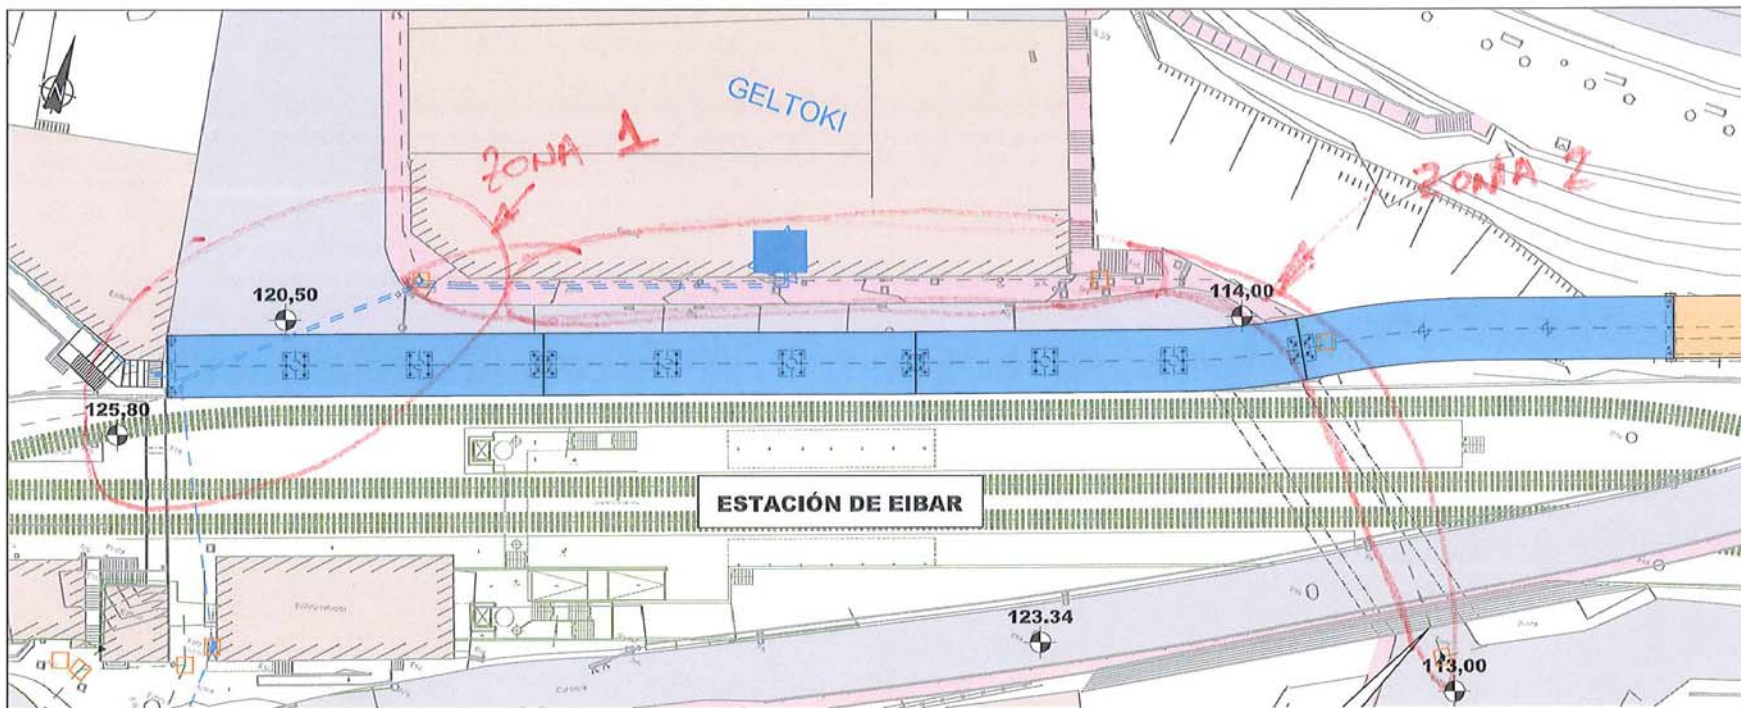 N
GELTOKI
ZONA 1
ZONA 2
120,50
114,00
125,80
ESTACIÓN DE EIBAR
123.34
113,00